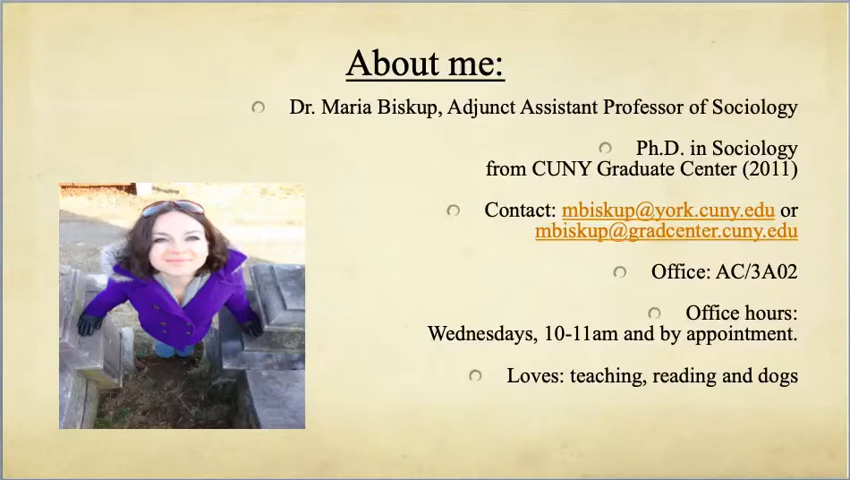 About me:
Dr. Maria Biskup, Adjunct Assistant Professor of Sociology
Ph.D. in Sociology
from CUNY Graduate Center (2011)
Contact: mbiskup@york.cuny.edu or
mbiskup@gradcenter.cuny.edu
Office: AC/3A02
Office hours:
Wednesdays, 10-11am and by appointment.
Loves: teaching, reading and dogs